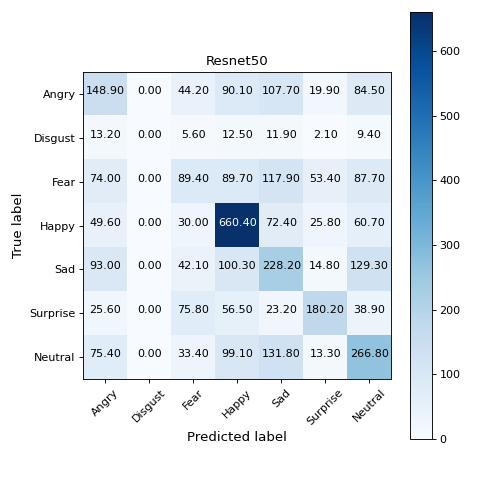 Resnet50
True label
Angry 148.90 0.00 44.20 90.10 107.70 19.90 84.50
Disgust 13.20 0.00 5.60 12.50 11.90 2.10 9.40
Fear 74.00 0.00 89.40 89.70 117.90 53.40 87.70
Happy 49.60 0.00 30.00 660.40 72.40 25.80 60.70
Sad 93.00 0.00 42.10 100.30 228.20 14.80 129.30
Surprise 25.60 0.00 75.80 56.50 23.20 180.20 38.90
Neutral 75.40 0.00 33.40 99.10 131.80 13.30 266.80
Angry Disgust Fear Happy Sad Surprise Neutral
Predicted label
600
500
400
300
200
100
0